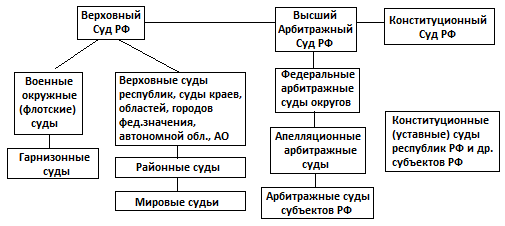 Верховный
Суд РФ
Высший
Арбитражный
Суд РФ
Конституционный
Суд РФ
Военные
окружные
(флотские)
суды
Верховные суды
республик, суды краев,
областей, городов
фед.значения,
автономной обл., АО
Федеральные
арбитражные
суды округов
Конституционные
(уставные) суды
республик РФ и др.
субъектов РФ
Гарнизонные
суды
Районные суды
Апелляционные
арбитражные
суды
Мировые судьи
Арбитражные суды
субъектов РФ